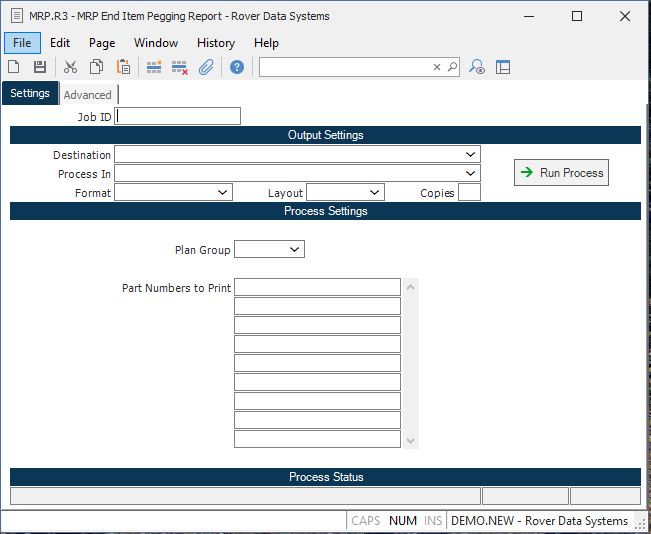 MRP.R3 - MRP End Item Pegging Report - Rover Data Systems
File Edit Page Window History Help
Settings Advanced
Job ID
Output Settings
Destination
Process In
Run Process
Format Layout Copies
Process Settings
Plan Group
Part Numbers to Print
Process Status
CAPS NUM INS DEMO.NEW - Rover Data Systems